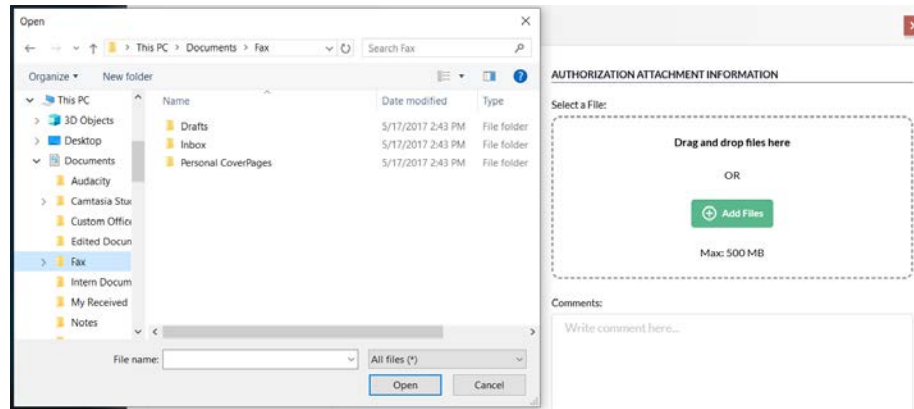 Open
This PC > Documents > Fax
Search Fax
Organize
New folder
Name
Date modified
Type
This PC
3D Objects
Desktop
Documents
Audacity
Camtasia Stu
Custom Office
Edited Docun
Fax
Intern Docum
My Received
Notes
Drafts
5/17/2017 2:43 PM
File folder
Inbox
5/17/2017 2:43 PM
File folder
Personal CoverPages
5/17/2017 2:43 PM
File folder
File name:
All files (*)
Open
Cancel
AUTHORIZATION ATTACHMENT INFORMATION
Select a File:
Drag and drop files here
OR
Add Files
Max: 500 MB
Comments:
Write comment here...